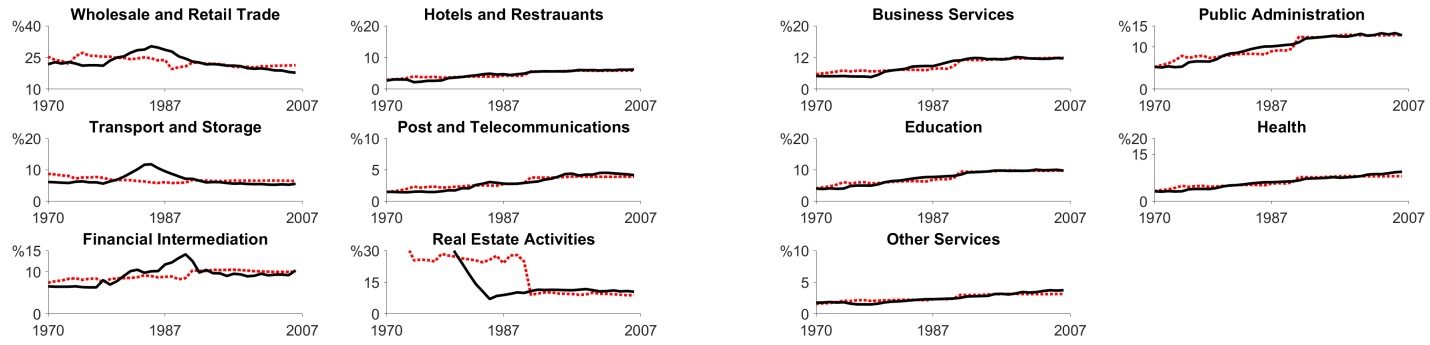 Wholesale and Retail Trade
%40
25
10
1970 1987 2007
Hotels and Restrauants
%20
10
0
1970 1987 2007
Business Services
%20
12
0
1970 1987 2007
Public Administration
%15
10
0
1970 1987 2007
Transport and Storage
%20
10
0
1970 1987 2007
Post and Telecommunications
%10
5
0
1970 1987 2007
Education
%20
10
0
1970 1987 2007
Health
%20
15
0
1970 1987 2007
Financial Intermediation
%15
10
0
1970 1987 2007
Real Estate Activities
%30
15
0
1970 1987 2007
Other Services
%10
5
0
1970 1987 2007